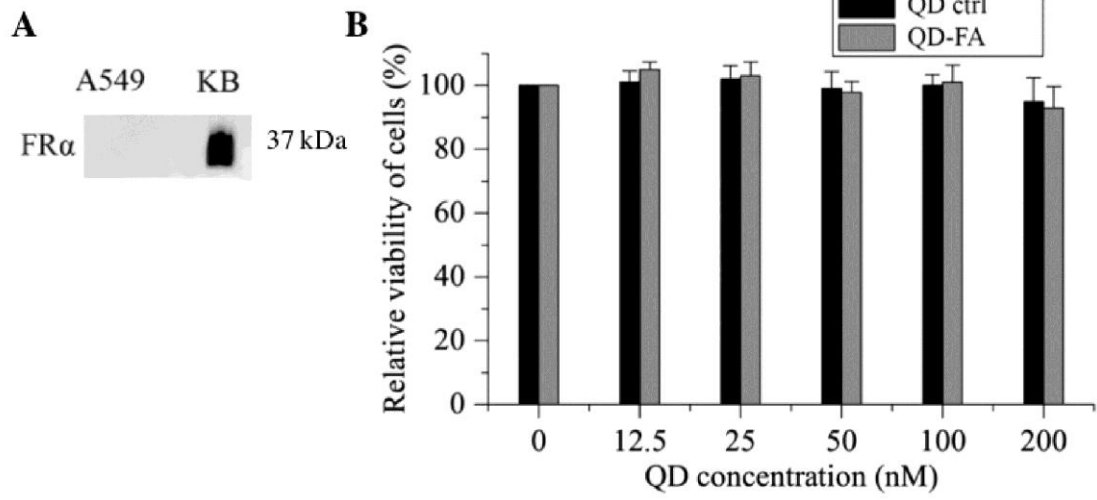 A
A549 KB
FRα
37 kDa
B
QD ctrl
QD-FA
Relative viability of cells (%)
100
80
60
40
20
0
0 12.5 25 50 100 200
QD concentration (nM)